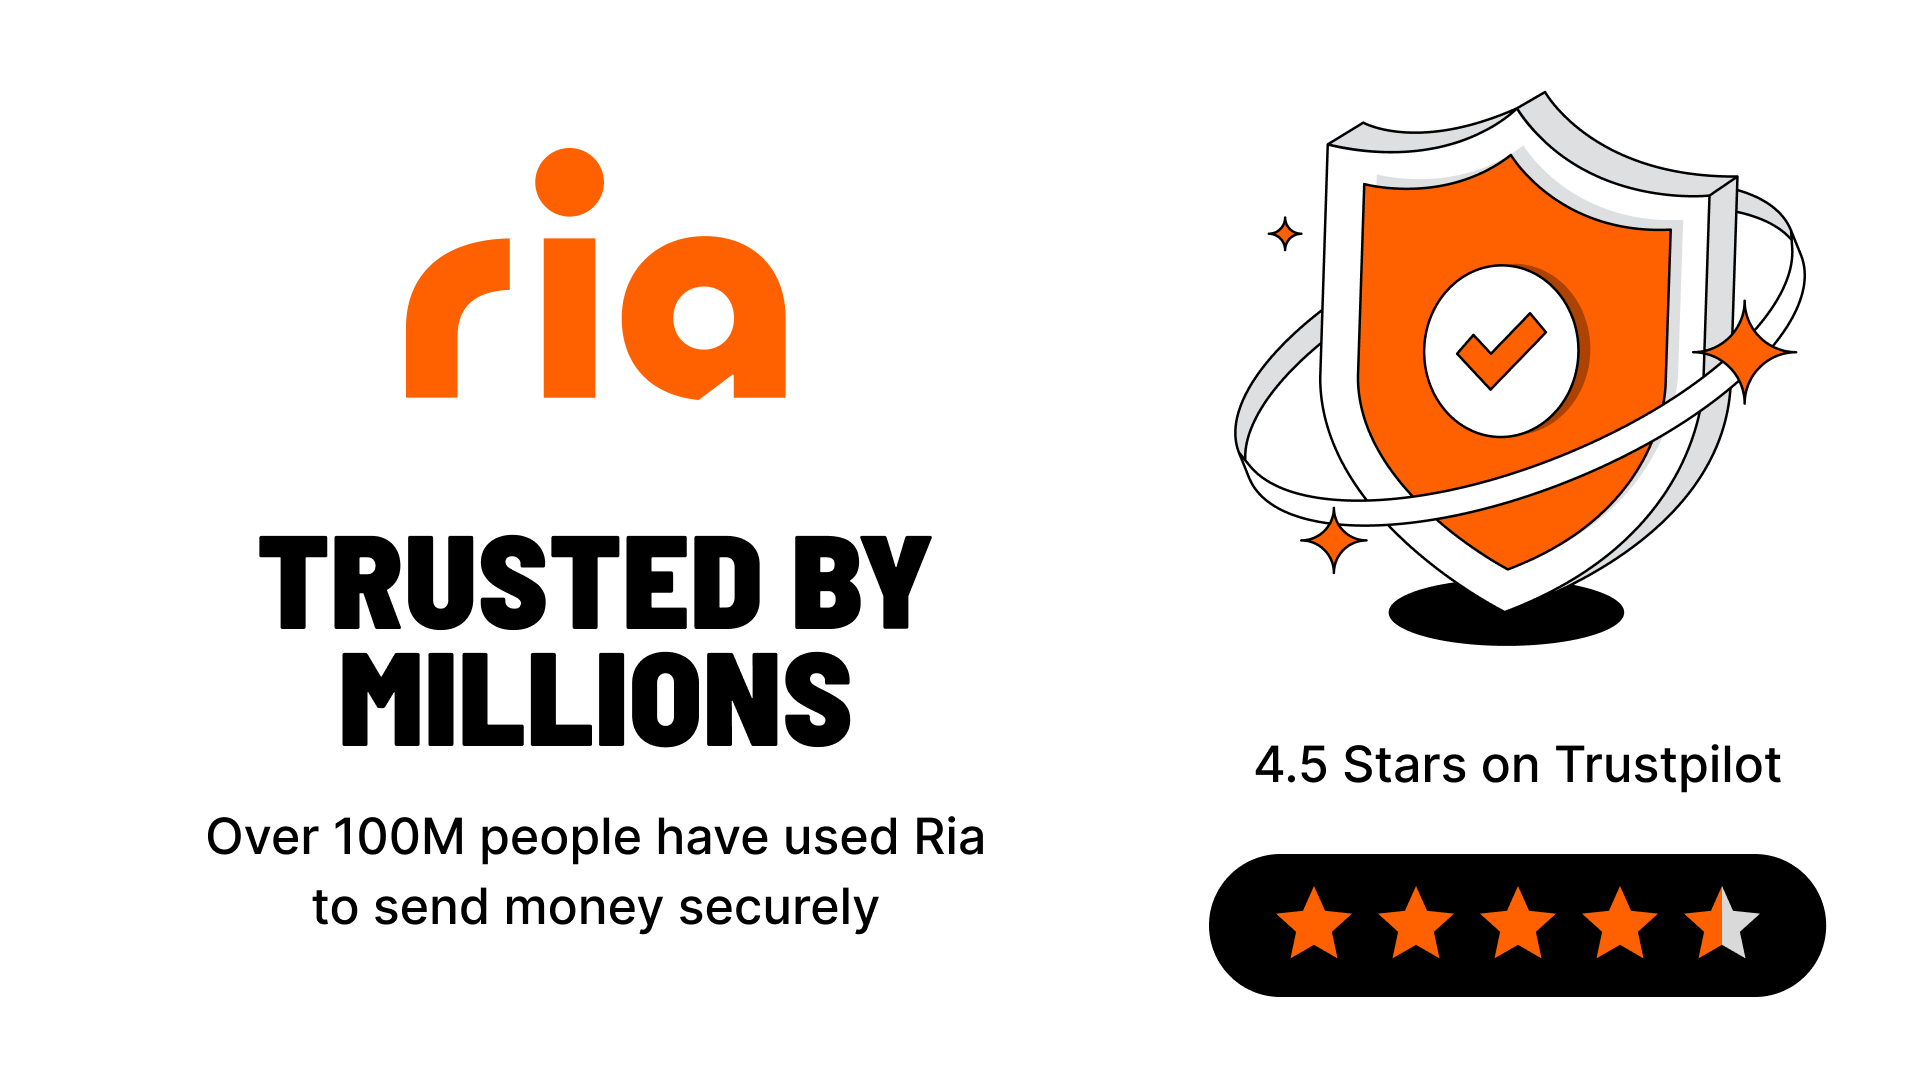 ria
TRUSTED BY
MILLIONS
Over 100M people have used Ria
to send money securely
4.5 Stars on Trustpilot